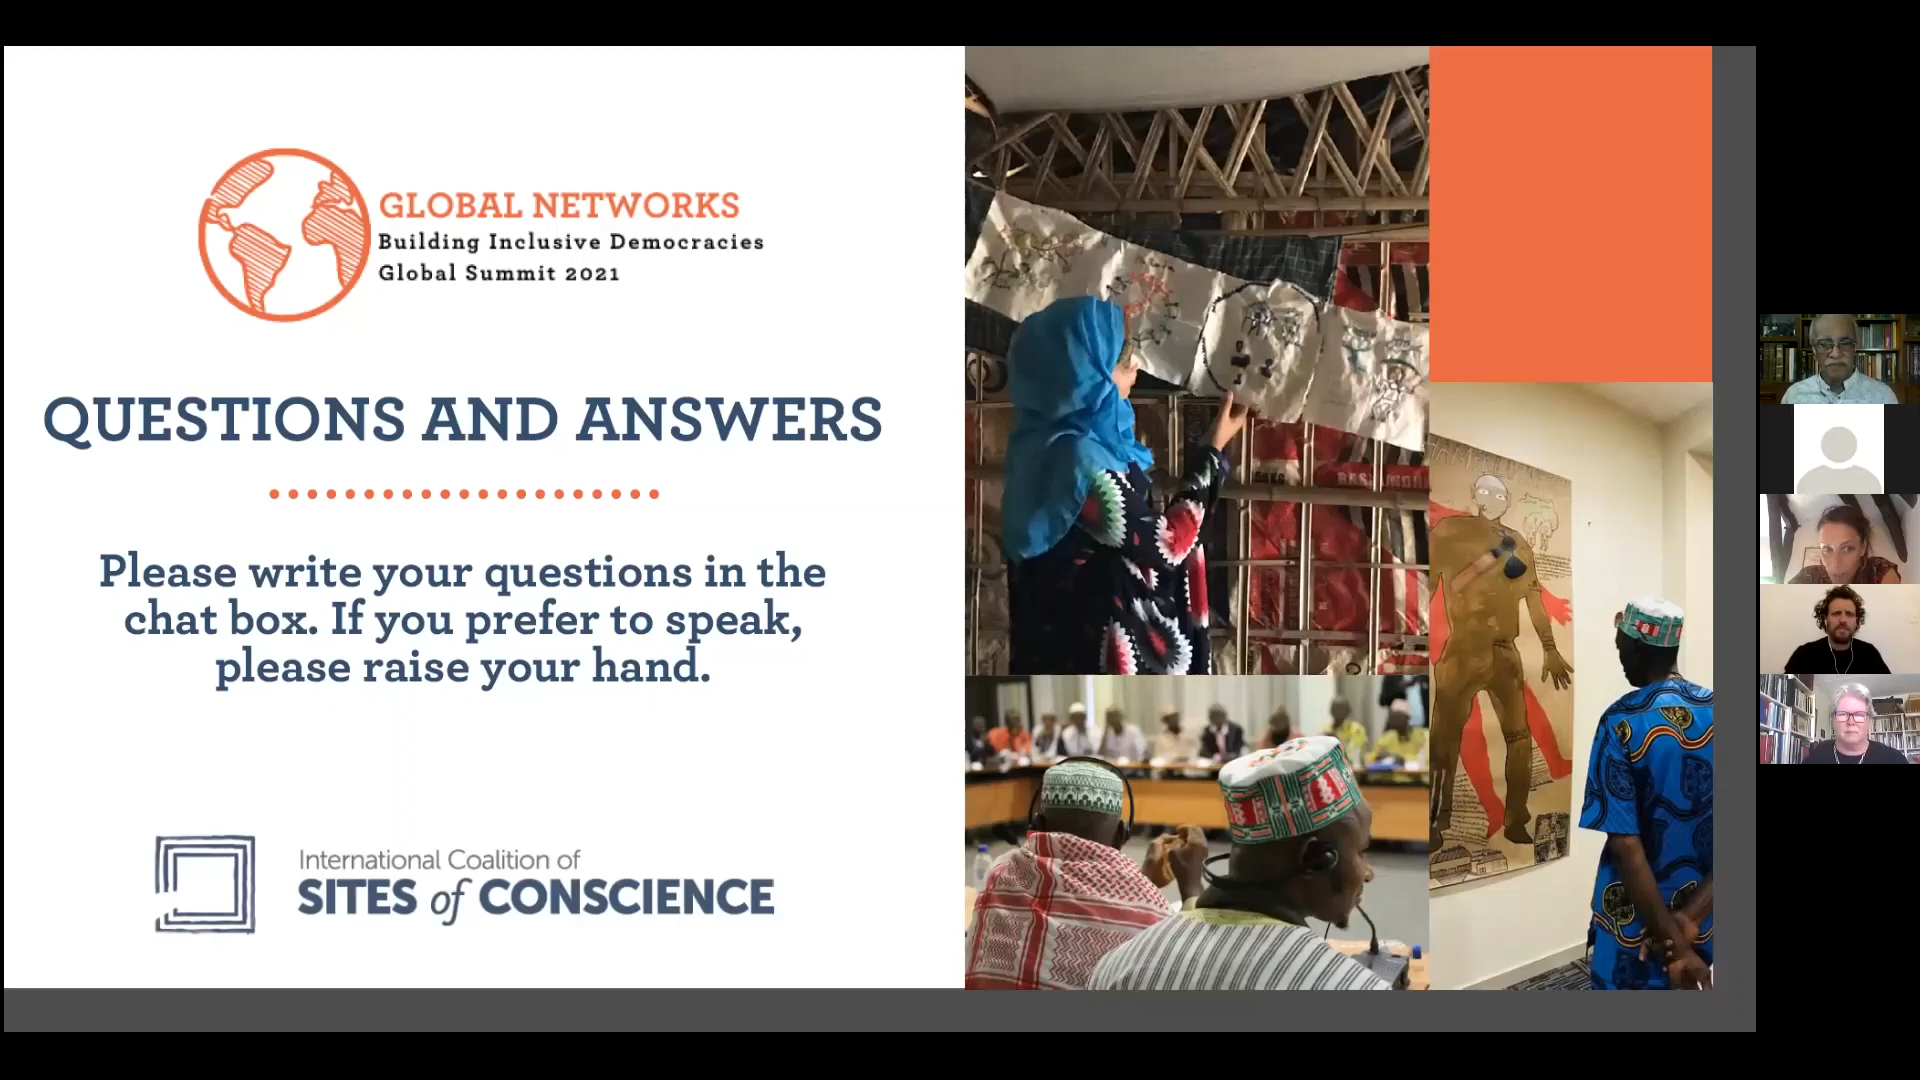 GLOBAL NETWORKS
Building Inclusive Democracies
Global Summit 2021
QUESTIONS AND ANSWERS
Please write your questions in the
chat box. If you prefer to speak,
please raise your hand.
International Coalition of
SITES of CONSCIENCE